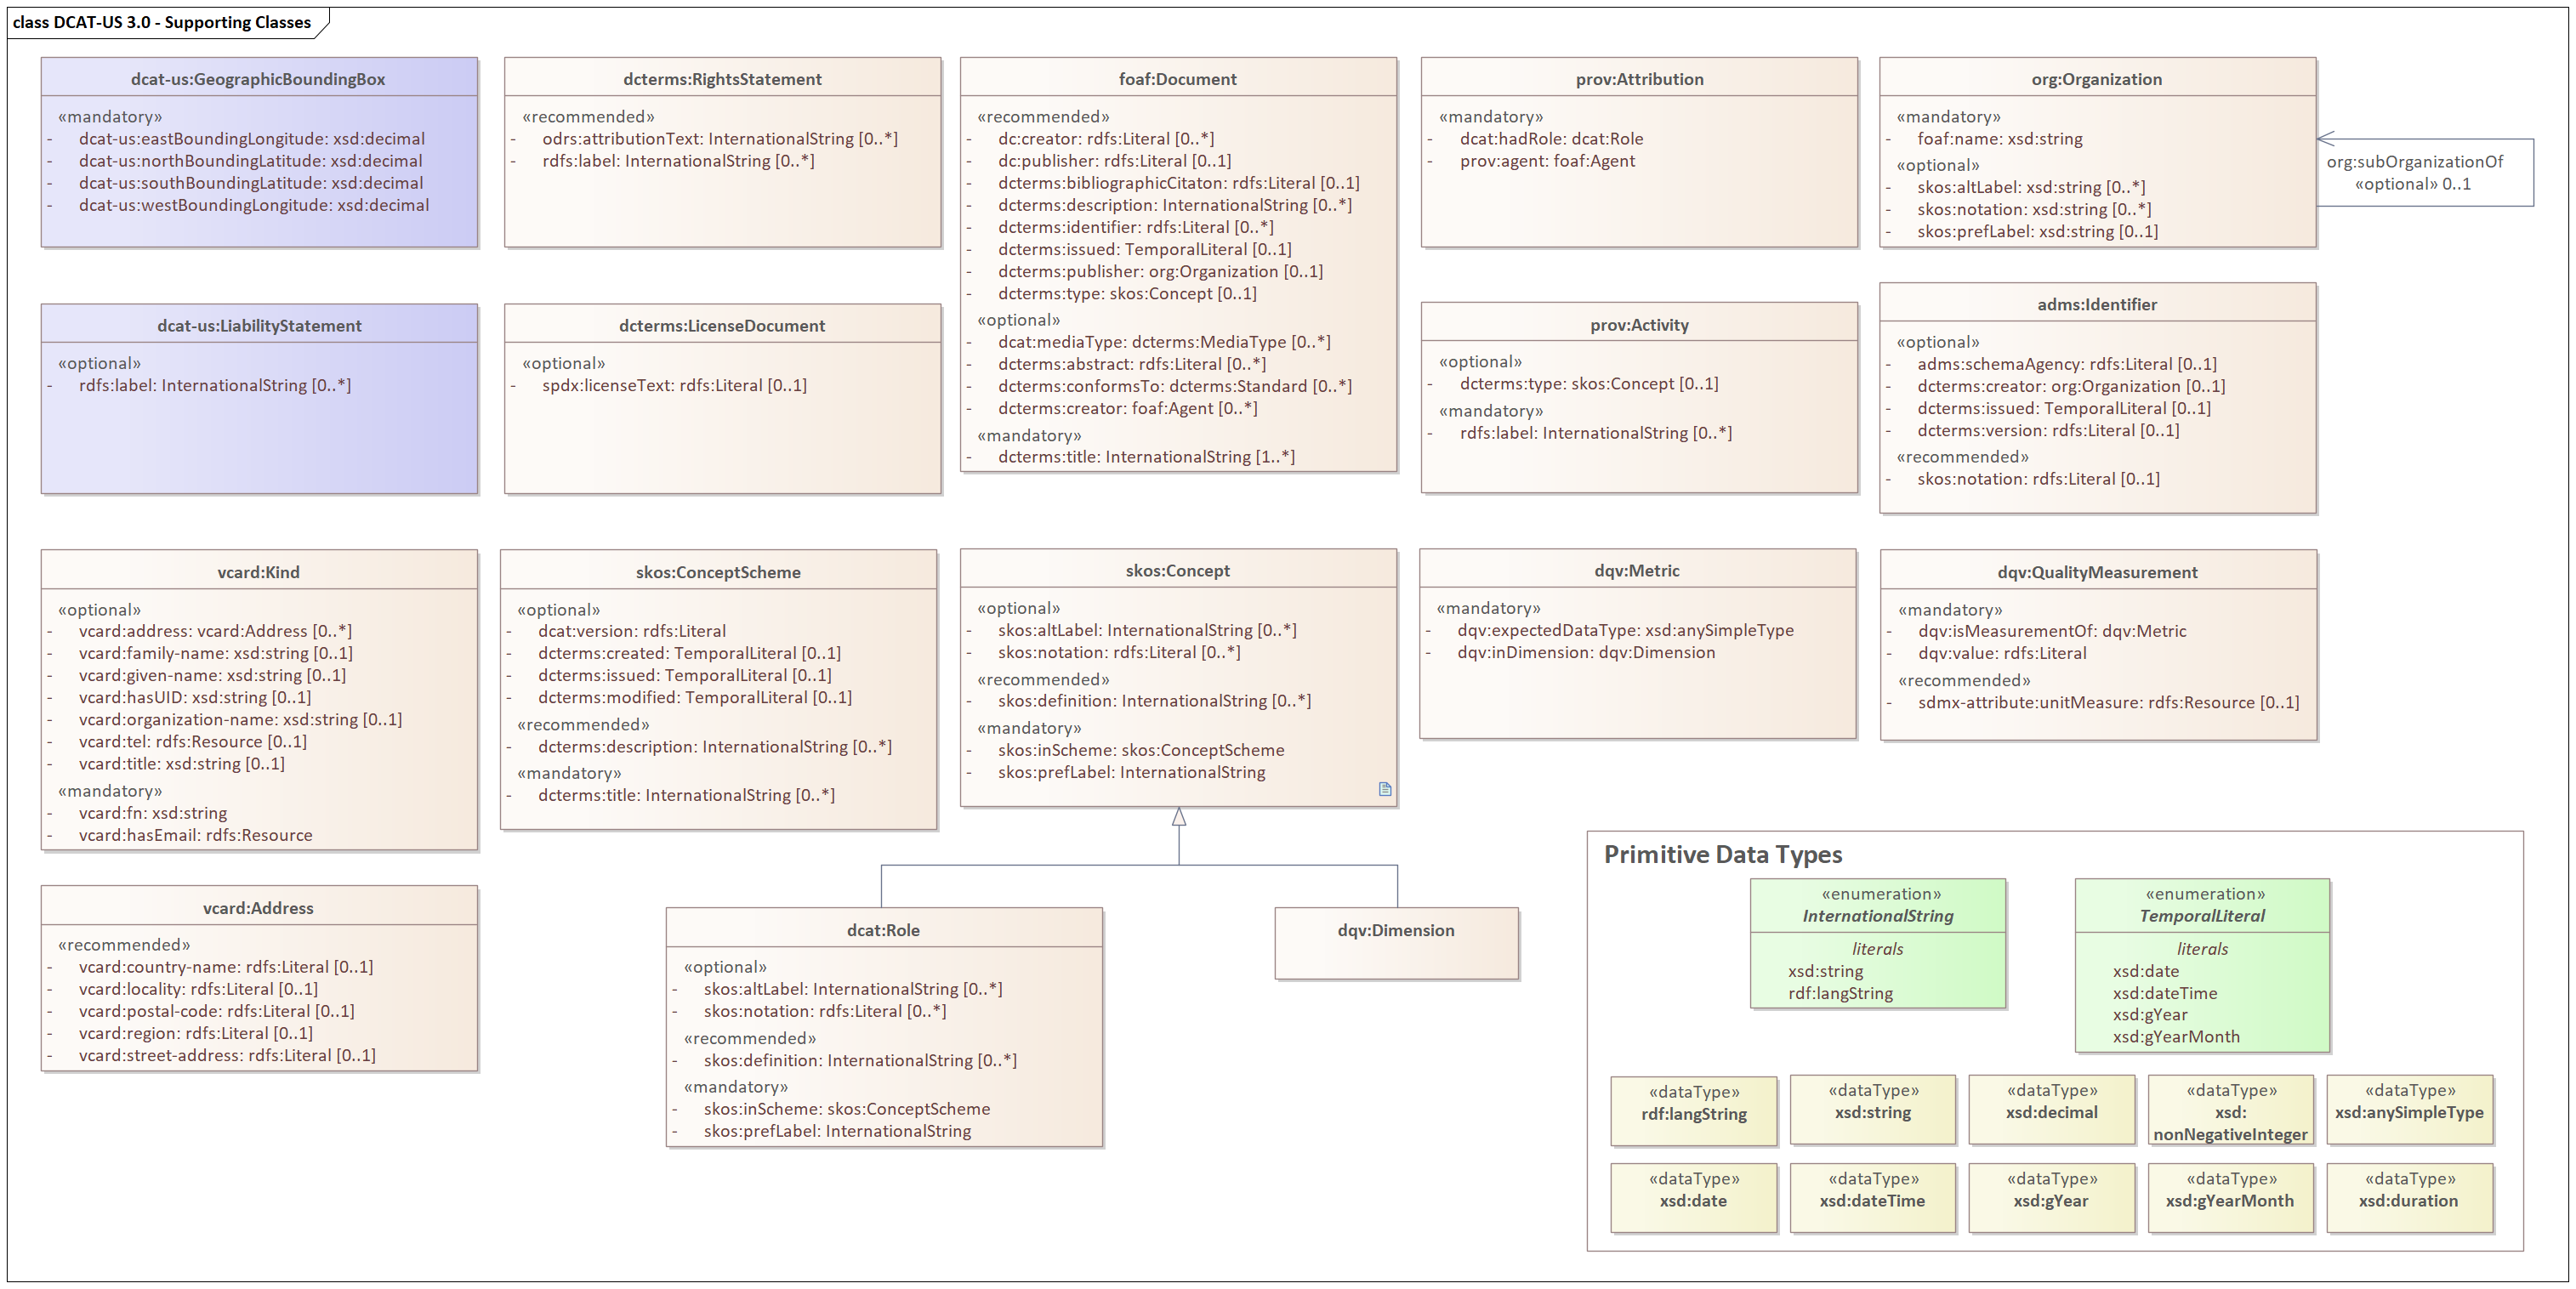 class DCAT-US 3.0 - Supporting Classes
dcat-us:GeographicBoundingBox
«mandatory»
- dcat-us:eastBoundingLongitude: xsd:decimal
- dcat-us:northBoundingLatitude: xsd:decimal
- dcat-us:southBoundingLatitude: xsd:decimal
- dcat-us:westBoundingLongitude: xsd:decimal
dcterms:RightsStatement
«recommended»
- odrs:attributionText: InternationalString [0..*]
- rdfs:label: InternationalString [0..*]
foaf:Document
«recommended»
- dc:creator: rdfs:Literal [0..*]
- dc:publisher: rdfs:Literal [0..1]
- dcterms:bibliographicCitaton: rdfs:Literal [0..1]
- dcterms:description: InternationalString [0..*]
- dcterms:identifier: rdfs:Literal [0..*]
- dcterms:issued: TemporalLiteral [0..1]
- dcterms:publisher: org:Organization [0..1]
- dcterms:type: skos:Concept [0..1]
«optional»
- dcat:mediaType: dcterms:MediaType [0..*]
- dcterms:abstract: rdfs:Literal [0..*]
- dcterms:conformsTo: dcterms:Standard [0..*]
- dcterms:creator: foaf:Agent [0..*]
«mandatory»
- dcterms:title: InternationalString [1..*]
prov:Attribution
«mandatory»
- dcat:hadRole: dcat:Role
- prov:agent: foaf:Agent
org:Organization
«mandatory»
- foaf:name: xsd:string
«optional»
- skos:altLabel: xsd:string [0..*]
- skos:notation: xsd:string [0..*]
- skos:prefLabel: xsd:string [0..1]
org:subOrganizationOf
«optional» 0..1
dcat-us:LiabilityStatement
«optional»
- rdfs:label: InternationalString [0..*]
dcterms:LicenseDocument
«optional»
- spdx:licenseText: rdfs:Literal [0..1]
prov:Activity
«optional»
- dcterms:type: skos:Concept [0..1]
«mandatory»
- rdfs:label: InternationalString [0..*]
adms:Identifier
«optional»
- adms:schemaAgency: rdfs:Literal [0..1]
- dcterms:creator: org:Organization [0..1]
- dcterms:issued: TemporalLiteral [0..1]
- dcterms:version: rdfs:Literal [0..1]
«recommended»
- skos:notation: rdfs:Literal [0..1]
vcard:Kind
«optional»
- vcard:address: vcard:Address [0..*]
- vcard:family-name: xsd:string [0..1]
- vcard:given-name: xsd:string [0..1]
- vcard:hasUID: xsd:string [0..1]
- vcard:organization-name: xsd:string [0..1]
- vcard:tel: rdfs:Resource [0..1]
- vcard:title: xsd:string [0..1]
«mandatory»
- vcard:fn: xsd:string
- vcard:hasEmail: rdfs:Resource
skos:ConceptScheme
«optional»
- dcat:version: rdfs:Literal
- dcterms:created: TemporalLiteral [0..1]
- dcterms:issued: TemporalLiteral [0..1]
- dcterms:modified: TemporalLiteral [0..1]
«recommended»
- dcterms:description: InternationalString [0..*]
«mandatory»
- dcterms:title: InternationalString [0..*]
skos:Concept
«optional»
- skos:altLabel: InternationalString [0..*]
- skos:notation: rdfs:Literal [0..*]
«recommended»
- skos:definition: InternationalString [0..*]
«mandatory»
- skos:inScheme: skos:ConceptScheme
- skos:prefLabel: InternationalString
dqv:Metric
«mandatory»
- dqv:expectedDataType: xsd:anySimpleType
- dqv:inDimension: dqv:Dimension
dqv:QualityMeasurement
«mandatory»
- dqv:isMeasurementOf: dqv:Metric
- dqv:value: rdfs:Literal
«recommended»
- sdmx-attribute:unitMeasure: rdfs:Resource [0..1]
vcard:Address
«recommended»
- vcard:country-name: rdfs:Literal [0..1]
- vcard:locality: rdfs:Literal [0..1]
- vcard:postal-code: rdfs:Literal [0..1]
- vcard:region: rdfs:Literal [0..1]
- vcard:street-address: rdfs:Literal [0..1]
dcat:Role
«optional»
- skos:altLabel: InternationalString [0..*]
- skos:notation: rdfs:Literal [0..*]
«recommended»
- skos:definition: InternationalString [0..*]
«mandatory»
- skos:inScheme: skos:ConceptScheme
- skos:prefLabel: InternationalString
dqv:Dimension
Primitive Data Types
«enumeration»
InternationalString
literals
xsd:string
rdf:langString
«enumeration»
TemporalLiteral
literals
xsd:date
xsd:dateTime
xsd:gYear
xsd:gYearMonth
«dataType»
rdf:langString
«dataType»
xsd:string
«dataType»
xsd:decimal
«dataType»
xsd:
nonNegativeInteger
«dataType»
xsd:anySimpleType
«dataType»
xsd:date
«dataType»
xsd:dateTime
«dataType»
xsd:gYear
«dataType»
xsd:gYearMonth
«dataType»
xsd:duration